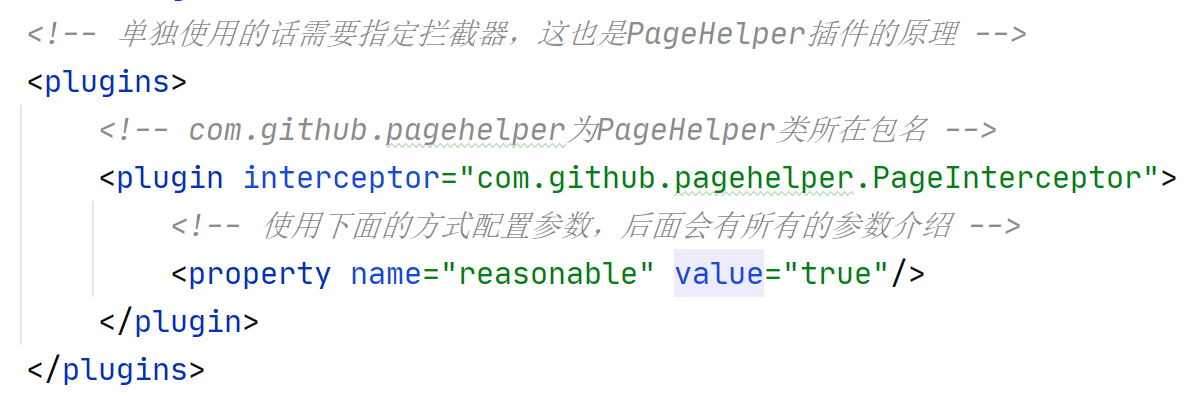 <!-- 单独使用的话需要指定拦截器，这也是PageHelper插件的原理 -->
<plugins>
<!-- com.github.pagehelper为PageHelper类所在包名 -->
<plugin interceptor="com.github.pagehelper.PageInterceptor">
<!-- 使用下面的方式配置参数，后面会有所有的参数介绍 -->
<property name="reasonable" value="true"/>
</plugin>
</plugins>